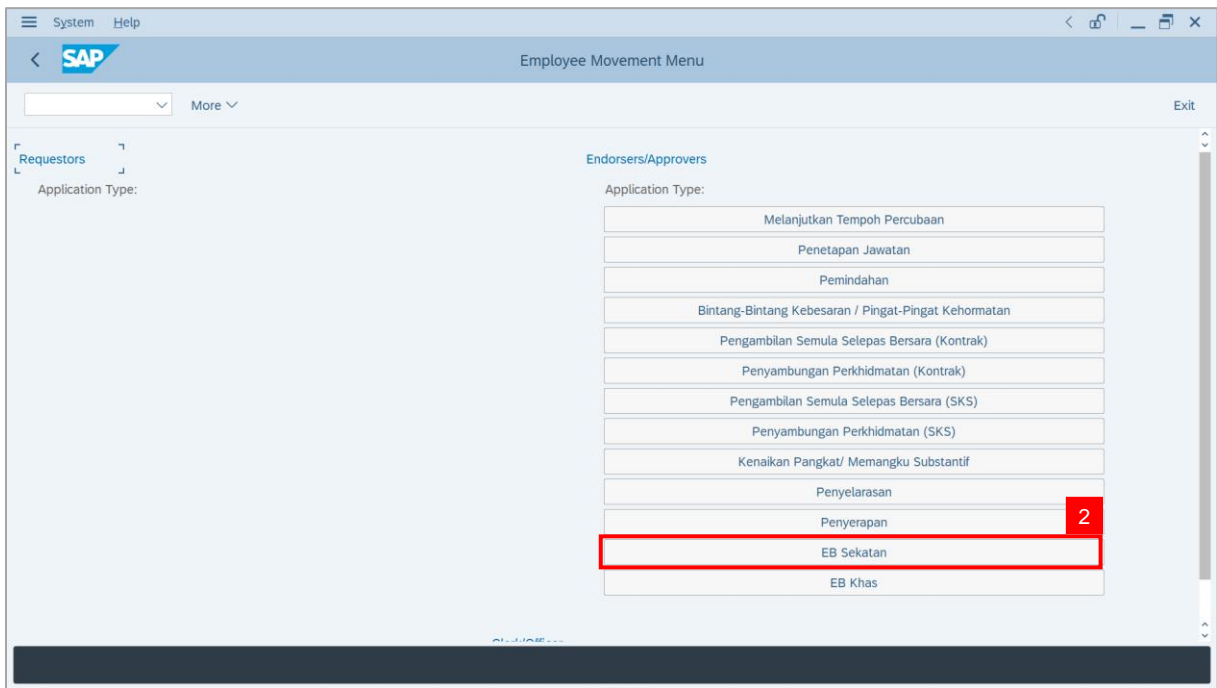 System Help
SAP
Employee Movement Menu
More
Exit
Requestors
Application Type:
Endorsers/Approvers
Application Type:
Melanjutkan Tempoh Percubaan
Penetapan Jawatan
Pemindahan
Bintang-Bintang Kebesaran / Pingat-Pingat Kehormatan
Pengambilan Semula Selepas Bersara (Kontrak)
Penyambungan Perkhidmatan (Kontrak)
Pengambilan Semula Selepas Bersara (SKS)
Penyambungan Perkhidmatan (SKS)
Kenaikan Pangkat/ Memangku Substantif
Penyelarasan
Penyerapan
2
EB Sekatan
EB Khas
Clerk/Officer